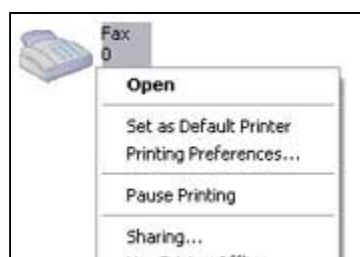 Fax
0
Open
Set as Default Printer
Printing Preferences...
Pause Printing
Sharing...